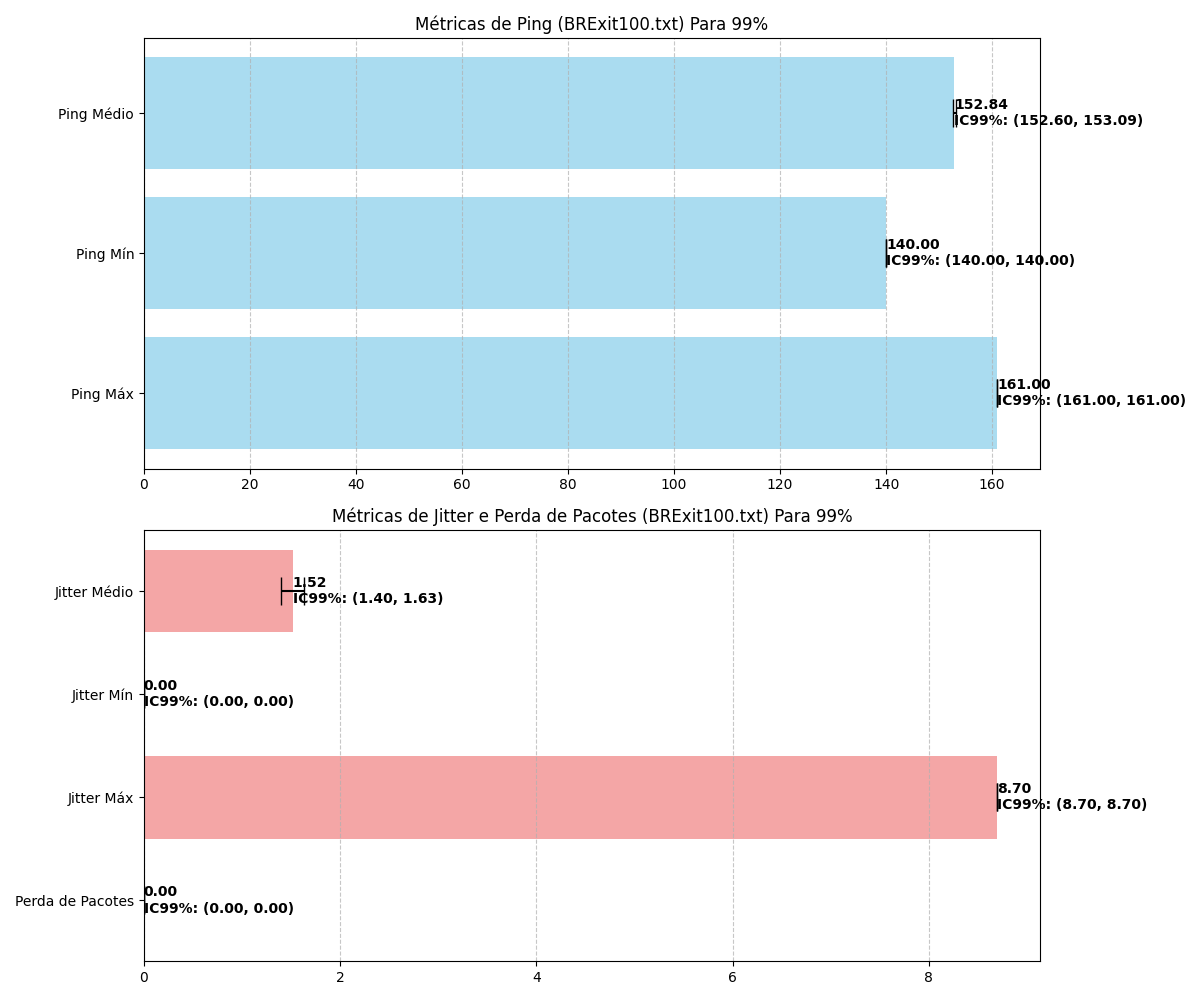 Métricas de Ping (BRExit100.txt) Para 99%
Ping Médio
152.84
IC99%: (152.60, 153.09)
Ping Mín
140.00
IC99%: (140.00, 140.00)
Ping Máx
161.00
IC99%: (161.00, 161.00)
0 20 40 60 80 100 120 140 160
Métricas de Jitter e Perda de Pacotes (BRExit100.txt) Para 99%
Jitter Médio
1.52
IC99%: (1.40, 1.63)
Jitter Mín
0.00
IC99%: (0.00, 0.00)
Jitter Máx
8.70
IC99%: (8.70, 8.70)
Perda de Pacotes
0.00
IC99%: (0.00, 0.00)
0 2 4 6 8